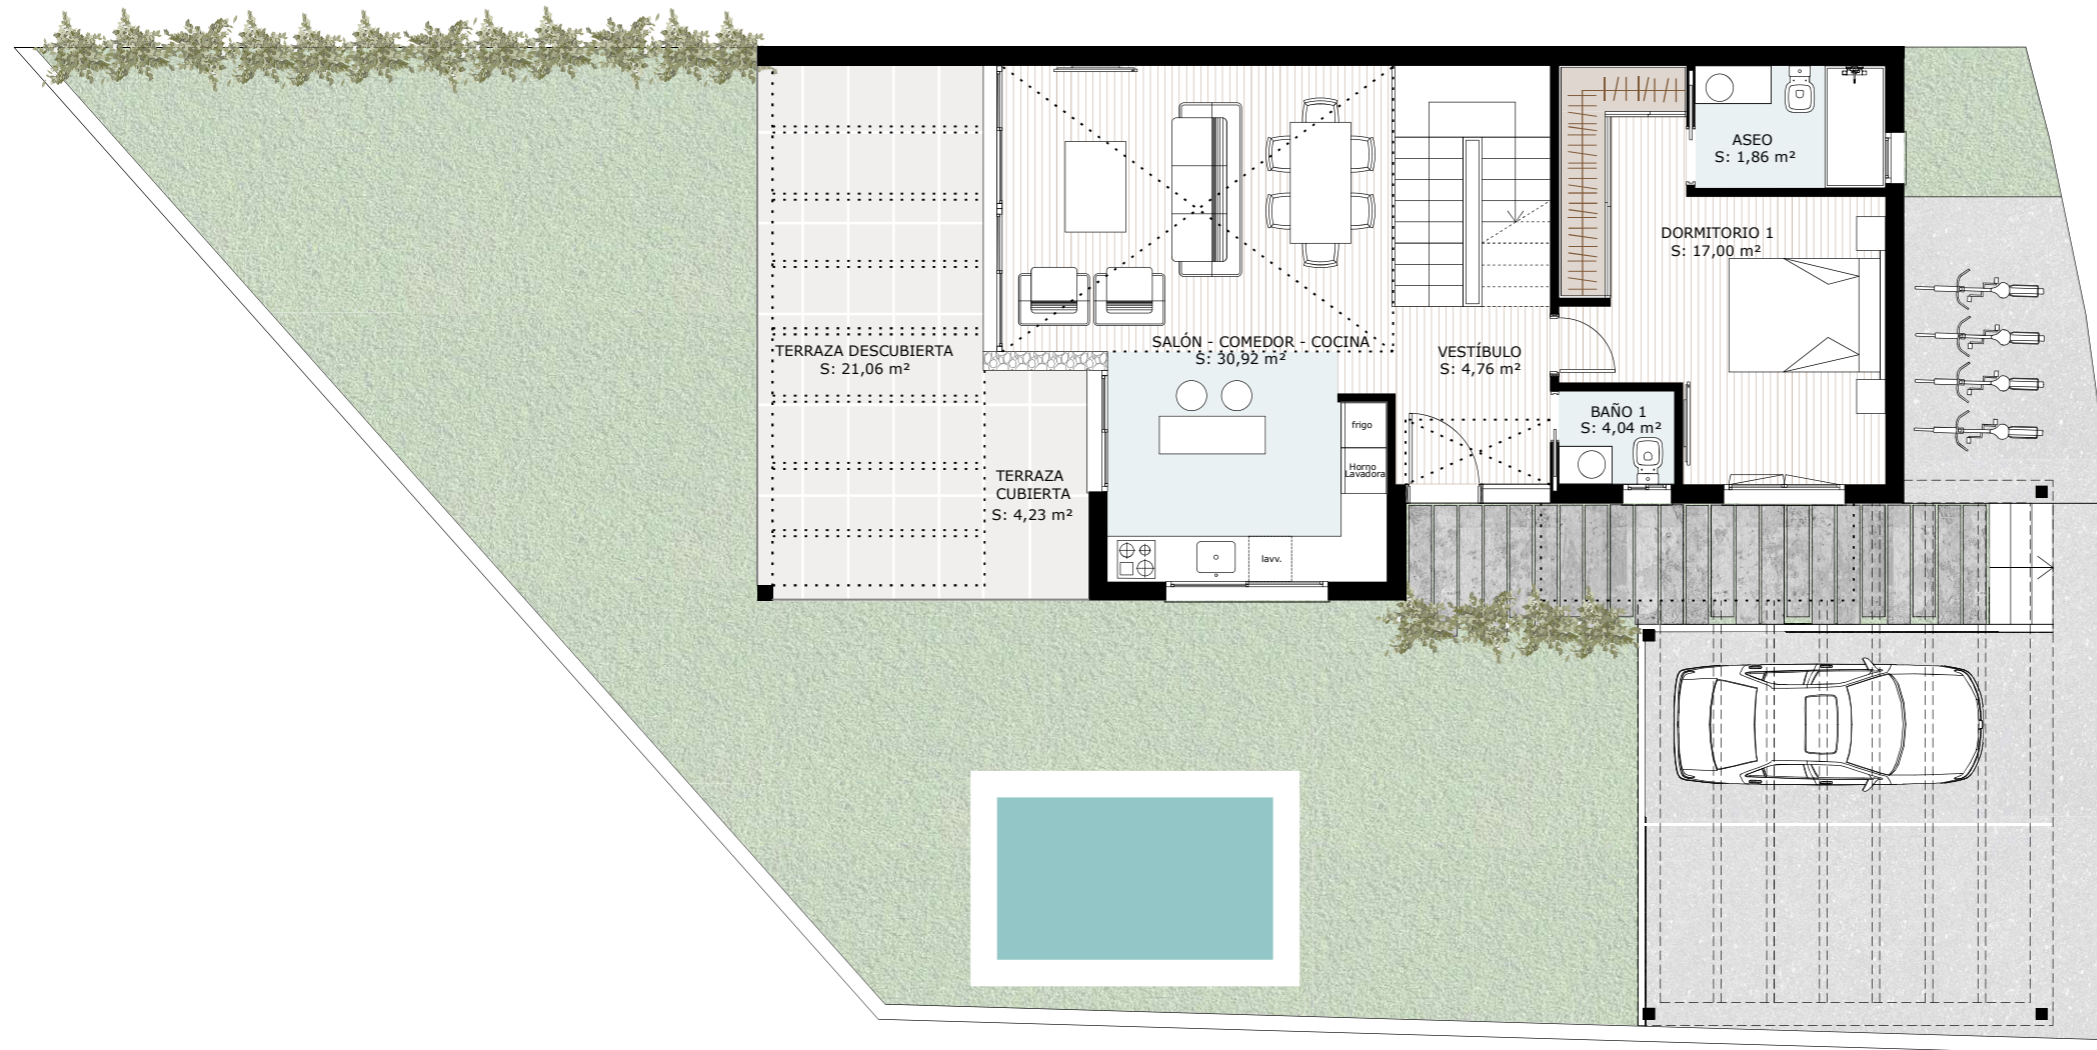 ASEO
S: 1,86 m²
DORMITORIO 1
S: 17,00 m²
TERRAZA DESCUBIERTA
S: 21,06 m²
SALÓN - COMEDOR - COCINA
S: 30,92 m²
VESTÍBULO
S: 4,76 m²
BAÑO 1
S: 4,04 m²
frigo
Horno
Lavadora
TERRAZA
CUBIERTA
S: 4,23 m²
lavv.